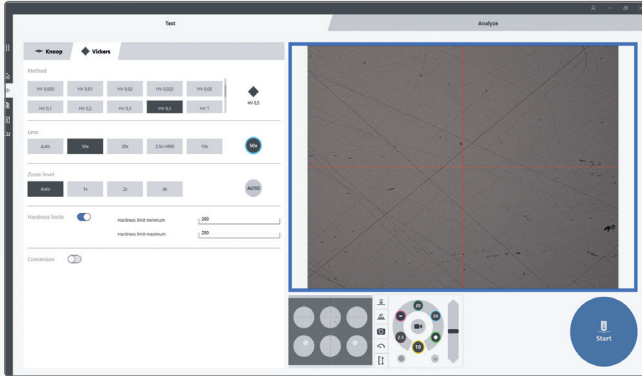 Test
Analyze
Knoop
Vickers
Method
HV 0,005
HV 0,01
HV 0,02
HV 0,025
HV 0,05
HV 0,1
HV 0,2
HV 0,3
HV 0,5
HV 1
HV 0,5
Lens
Auto
50x
20x
2.5x HBW
10x
50x
Zoom level
Auto
1x
2x
4x
AUTO
Hardness limits
Hardness limit minimum
200
Hardness limit maximum
250
Conversion
20
50
2.5
10
Start